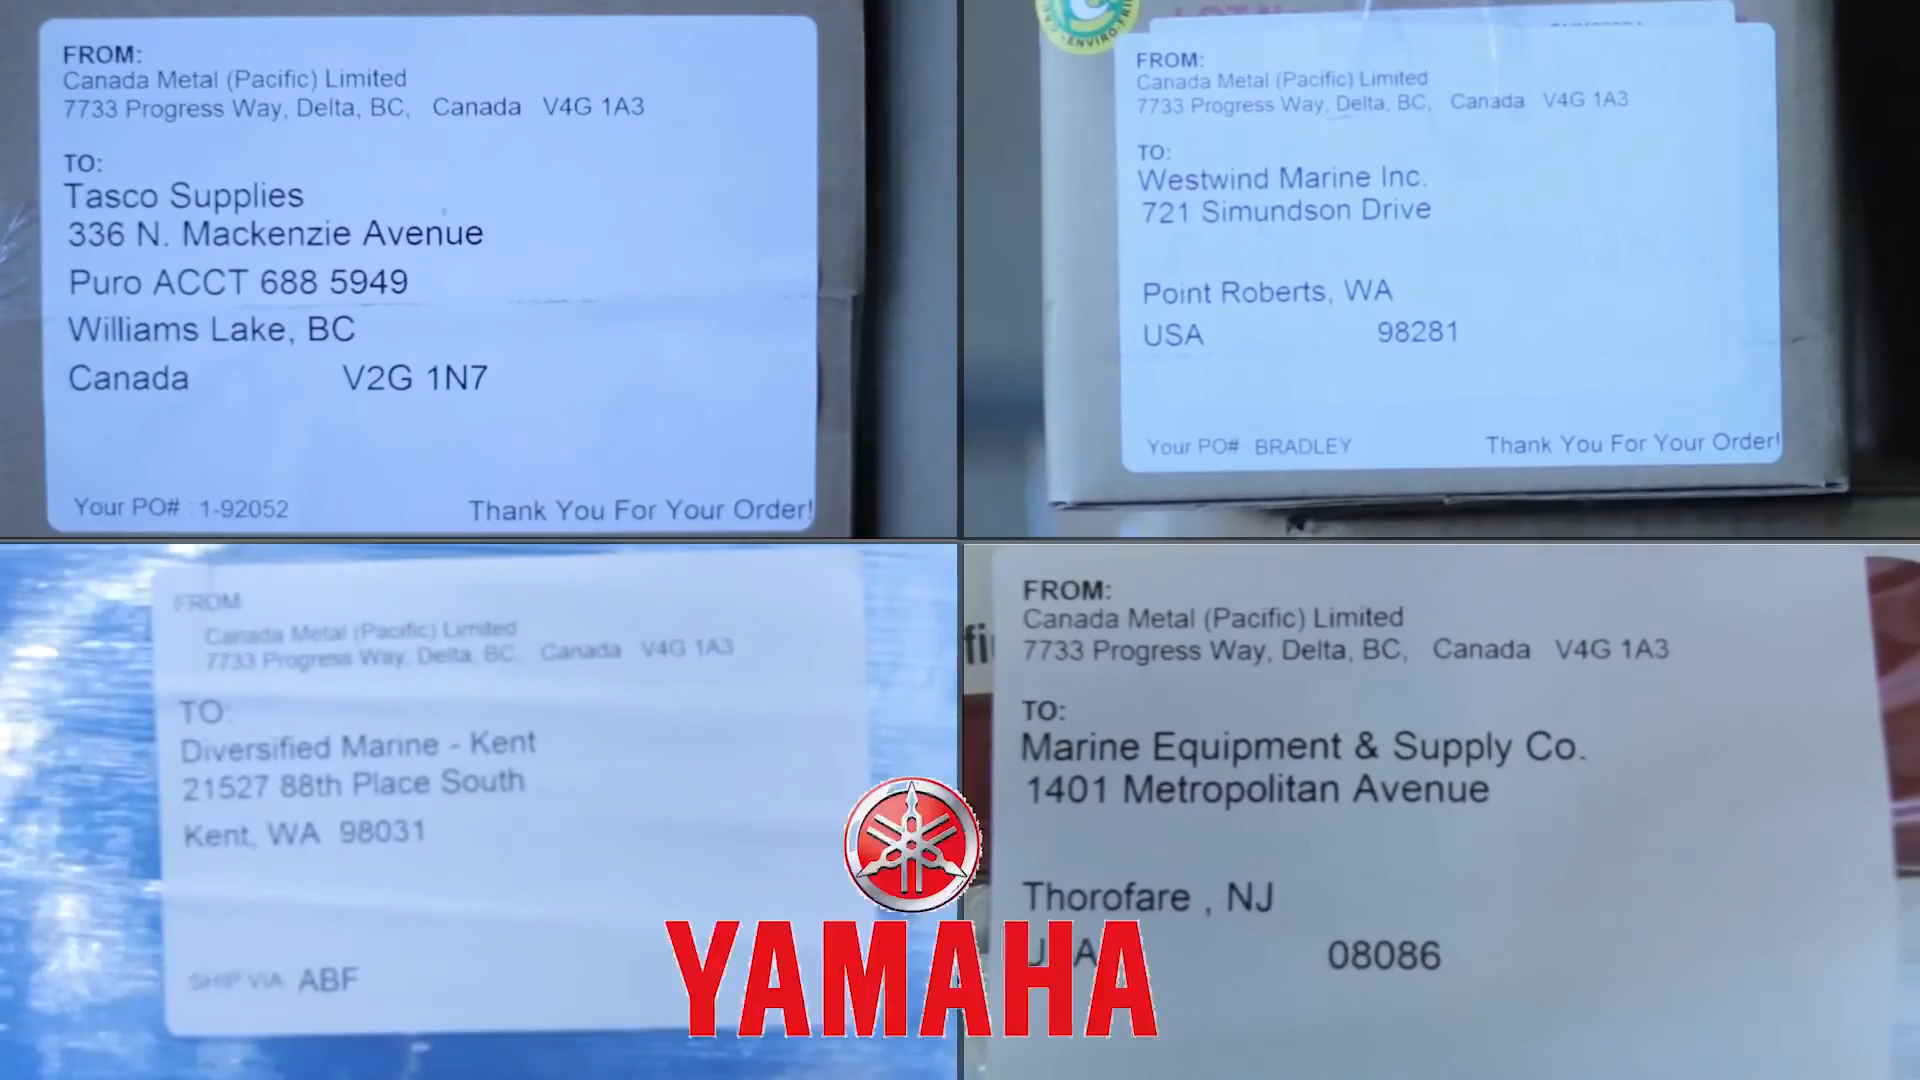 FROM:
Canada Metal (Pacific) Limited
7733 Progress Way, Delta, BC, Canada V4G 1A3
TO:
Tasco Supplies
336 N. Mackenzie Avenue
Puro ACCT 688 5949
Williams Lake, BC
Canada V2G 1N7
Your PO# : 1-92052 Thank You For Your Order!
ENVIRO
FROM:
Canada Metal (Pacific) Limited
7733 Progress Way, Delta, BC, Canada V4G 1A3
TO:
Westwind Marine Inc.
721 Simundson Drive
Point Roberts, WA
USA 98281
Your PO# BRADLEY Thank You For Your Order!
FROM
Canada Metal (Pacific) Limited
7733 Progress Way, Delta, BC, Canada V4G 1A3
TO:
Diversified Marine - Kent
21527 88th Place South
Kent, WA 98031
SHIP VIA ABF
FROM:
Canada Metal (Pacific) Limited
7733 Progress Way, Delta, BC, Canada V4G 1A3
TO:
Marine Equipment & Supply Co.
1401 Metropolitan Avenue
Thorofare , NJ
USA 08086
YAMAHA